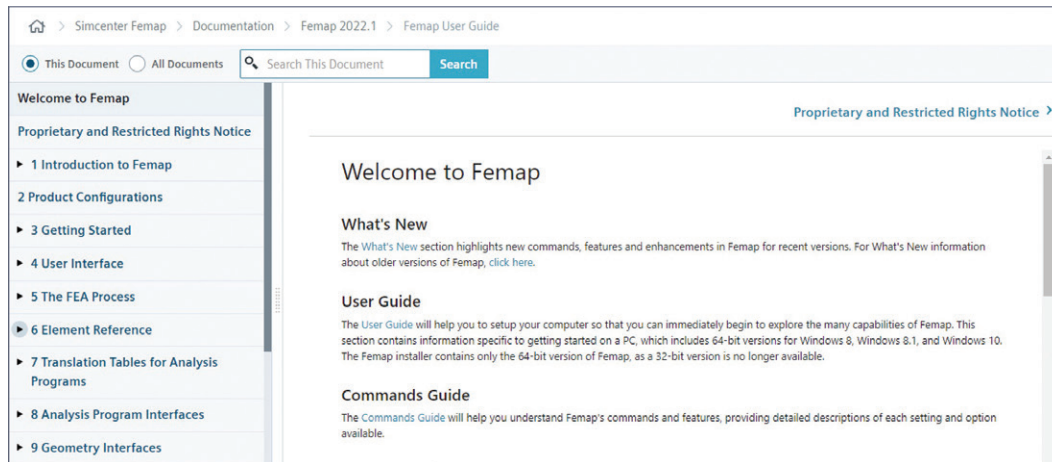 Simcenter Femap > Documentation > Femap 2022.1 > Femap User Guide
This Document All Documents Search This Document Search
Welcome to Femap
Proprietary and Restricted Rights Notice
1 Introduction to Femap
2 Product Configurations
3 Getting Started
4 User Interface
5 The FEA Process
6 Element Reference
7 Translation Tables for Analysis
Programs
8 Analysis Program Interfaces
9 Geometry Interfaces
Proprietary and Restricted Rights Notice >
Welcome to Femap
What's New
The What's New section highlights new commands, features and enhancements in Femap for recent versions. For What's New information
about older versions of Femap, click here.
User Guide
The User Guide will help you to setup your computer so that you can immediately begin to explore the many capabilities of Femap. This
section contains information specific to getting started on a PC, which includes 64-bit versions for Windows 8, Windows 8.1, and Windows 10.
The Femap installer contains only the 64-bit version of Femap, as a 32-bit version is no longer available.
Commands Guide
The Commands Guide will help you understand Femap's commands and features, providing detailed descriptions of each setting and option
available.